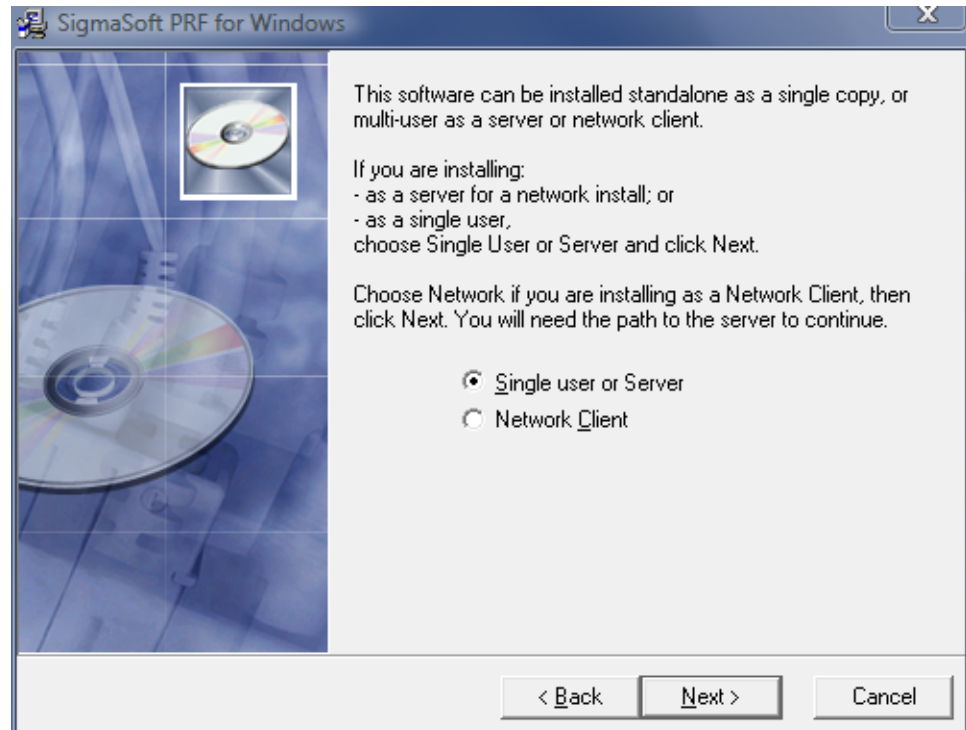 SigmaSoft PRF for Windows
X
This software can be installed standalone as a single copy, or
multi-user as a server or network client.
If you are installing:
- as a server for a network install; or
- as a single user,
choose Single User or Server and click Next.
Choose Network if you are installing as a Network Client, then
click Next. You will need the path to the server to continue.
Single user or Server
Network Client
< Back Next > Cancel